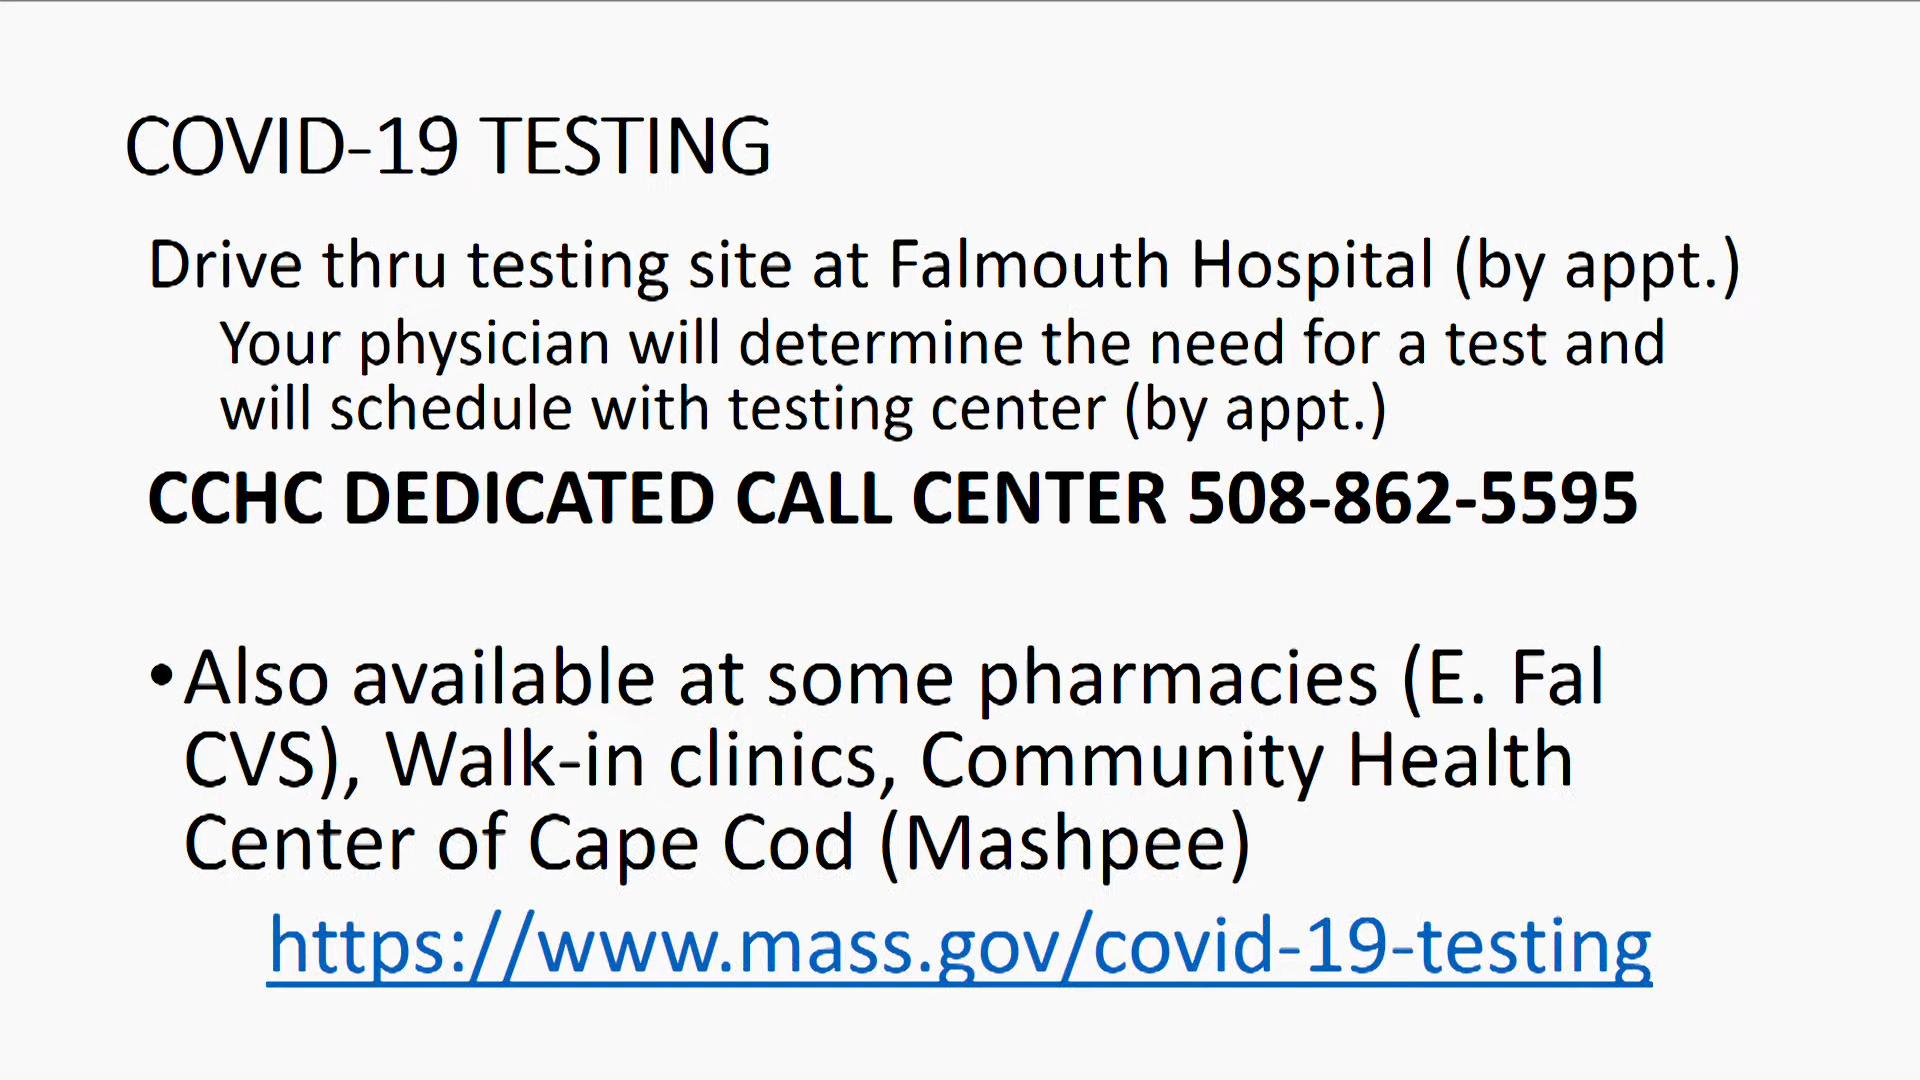 COVID-19 TESTING
Drive thru testing site at Falmouth Hospital (by appt.)
Your physician will determine the need for a test and
will schedule with testing center (by appt.)
CCHC DEDICATED CALL CENTER 508-862-5595
•Also available at some pharmacies (E. Fal
CVS), Walk-in clinics, Community Health
Center of Cape Cod (Mashpee)
https://www.mass.gov/covid-19-testing